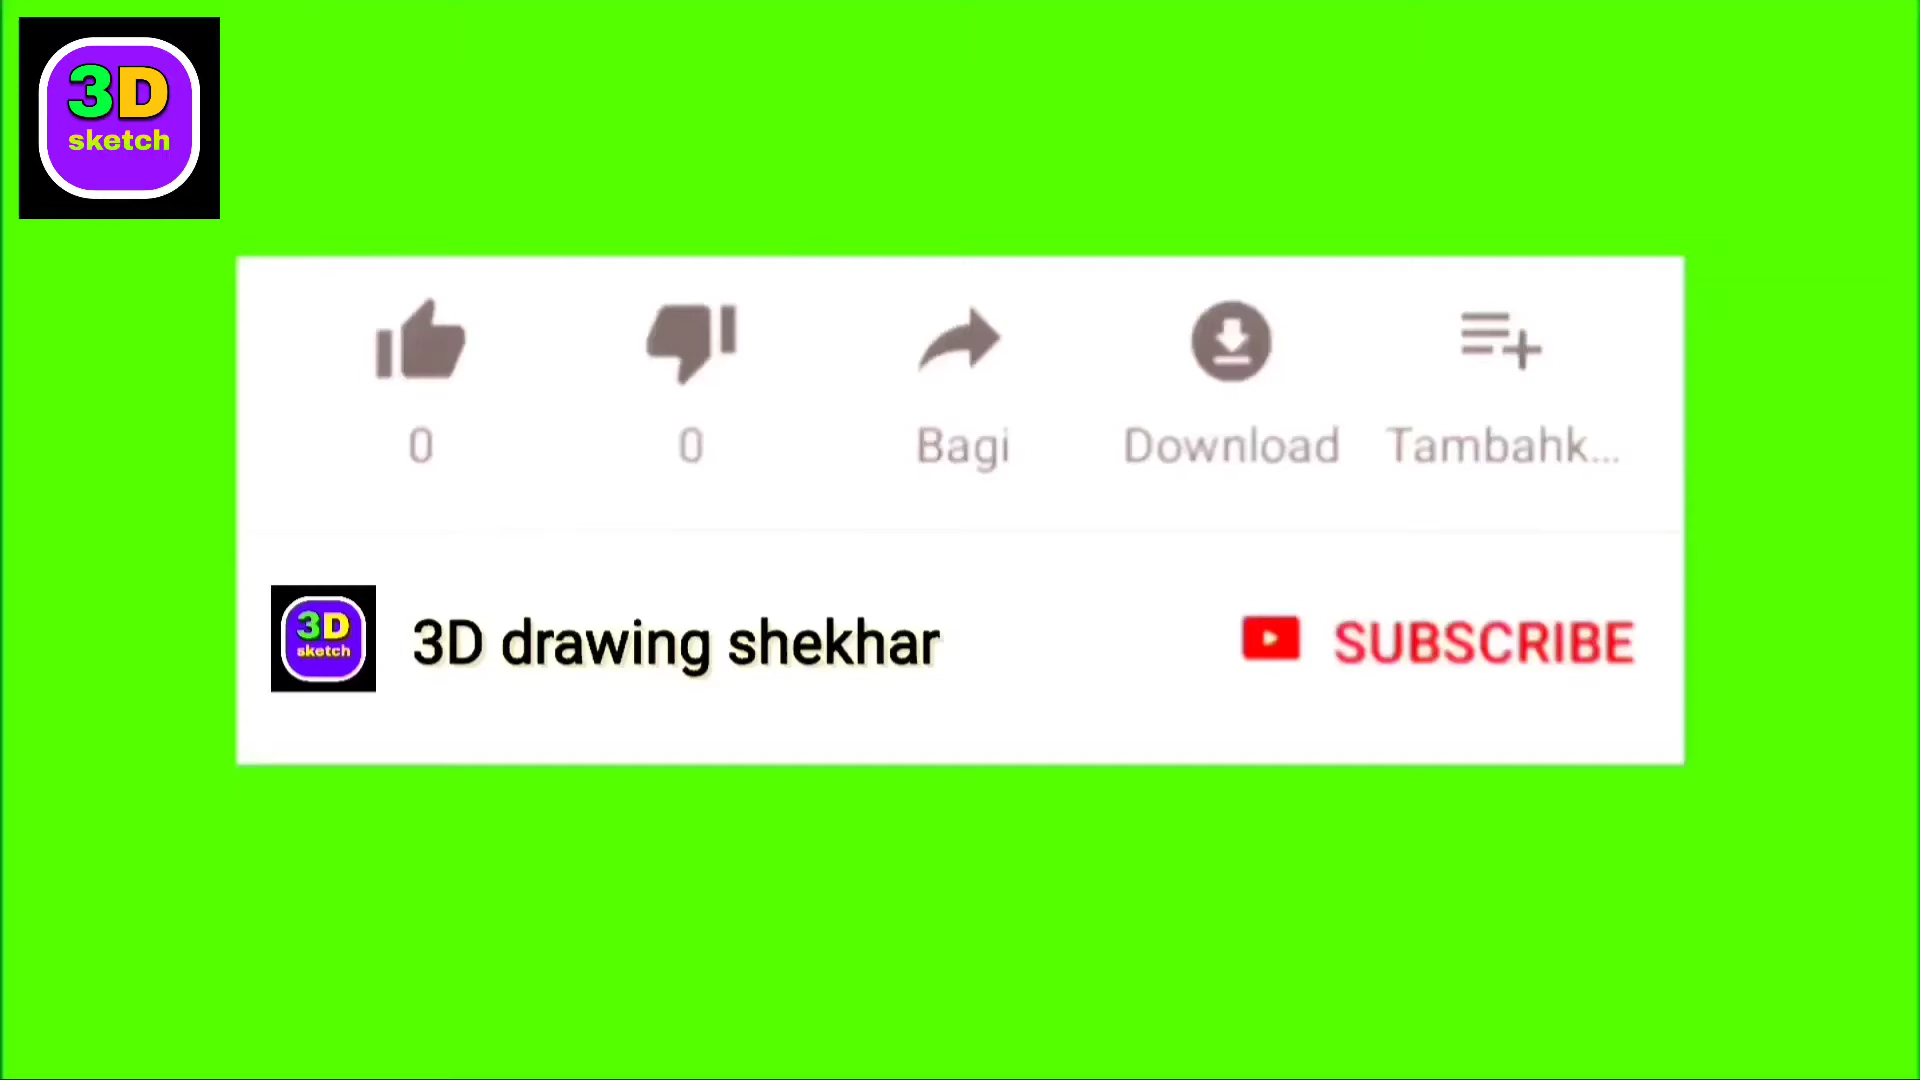 3D
sketch
0 0 Bagi Download Tambahk...
3D
sketch
3D drawing shekhar
SUBSCRIBE